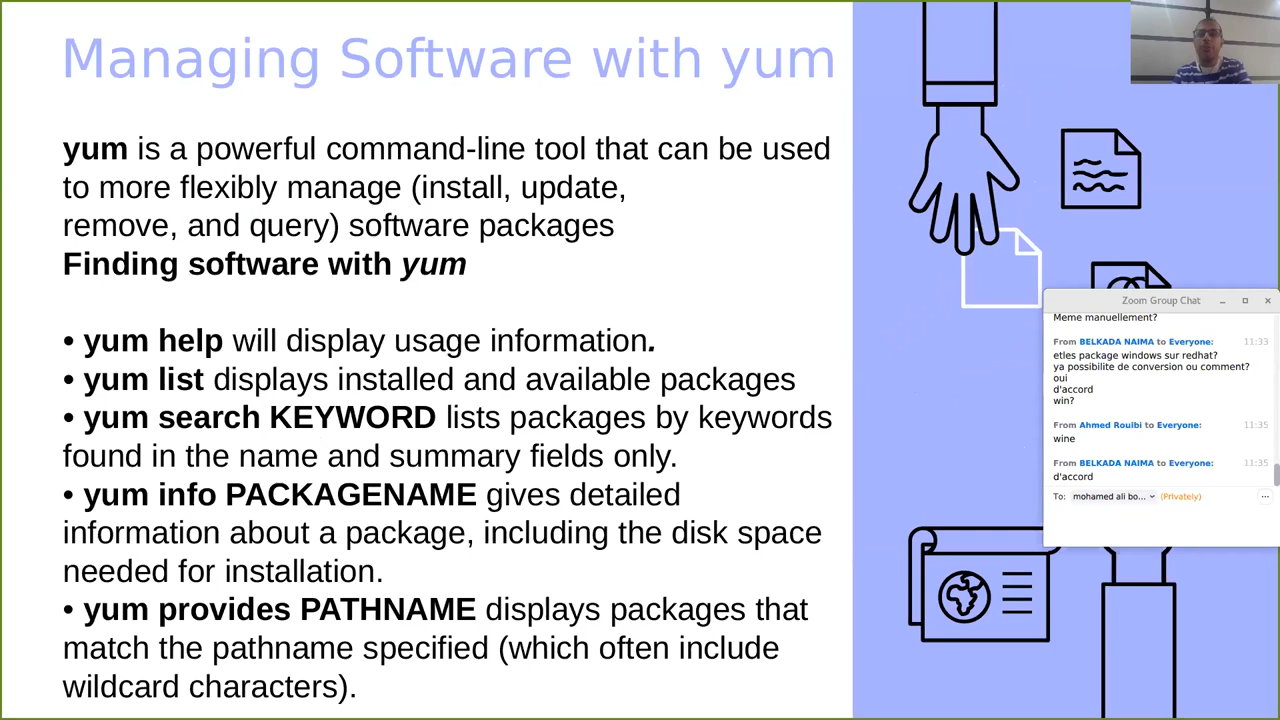 Managing Software with yum
yum is a powerful command-line tool that can be used
to more flexibly manage (install, update,
remove, and query) software packages
Finding software with yum
• yum help will display usage information.
• yum list displays installed and available packages
• yum search KEYWORD lists packages by keywords
found in the name and summary fields only.
• yum info PACKAGENAME gives detailed
information about a package, including the disk space
needed for installation.
• yum provides PATHNAME displays packages that
match the pathname specified (which often include
wildcard characters).
Zoom Group Chat
Meme manuellement?
From BELKADA NAIMA to Everyone: 11:33
etles package windows sur redhat?
ya possibilite de conversion ou comment?
oui
d'accord
win?
From Ahmed Rouibi to Everyone: 11:35
wine
From BELKADA NAIMA to Everyone: 11:35
d'accord
To: mohamed ali bo... (Privately)